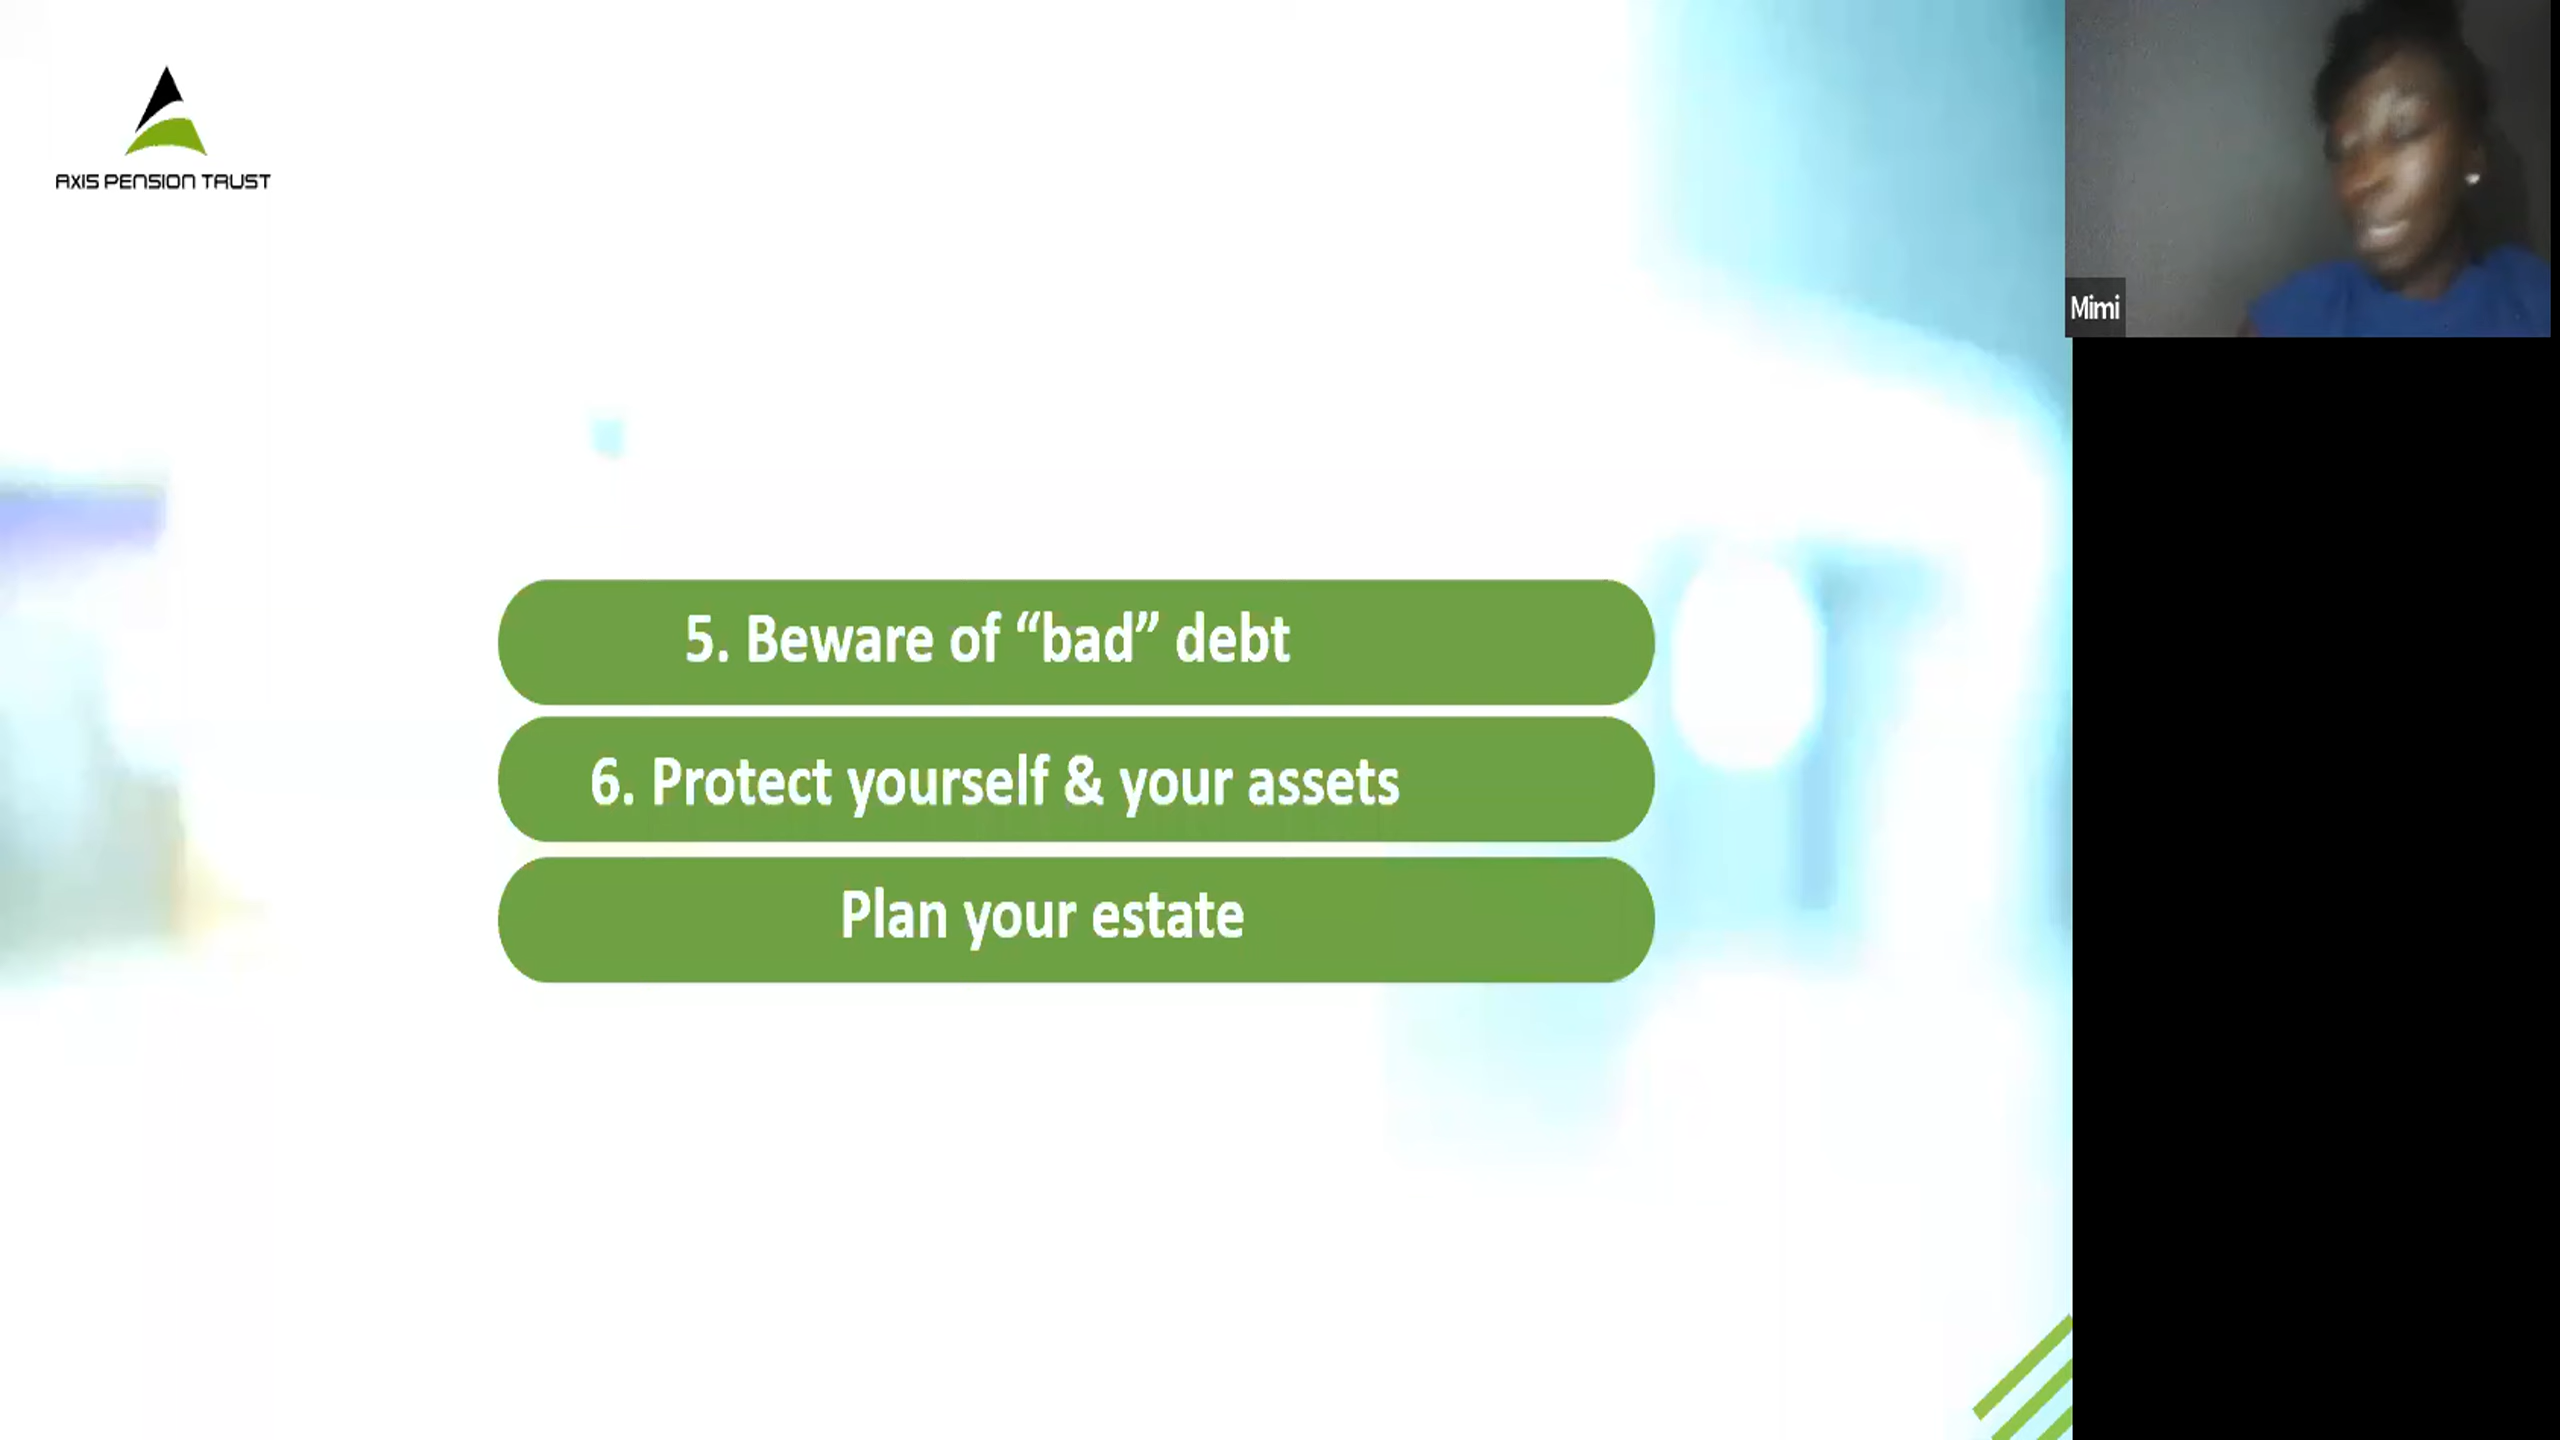 AXIS PENSION TRUST
Mimi
5. Beware of “bad” debt
6. Protect yourself & your assets
Plan your estate